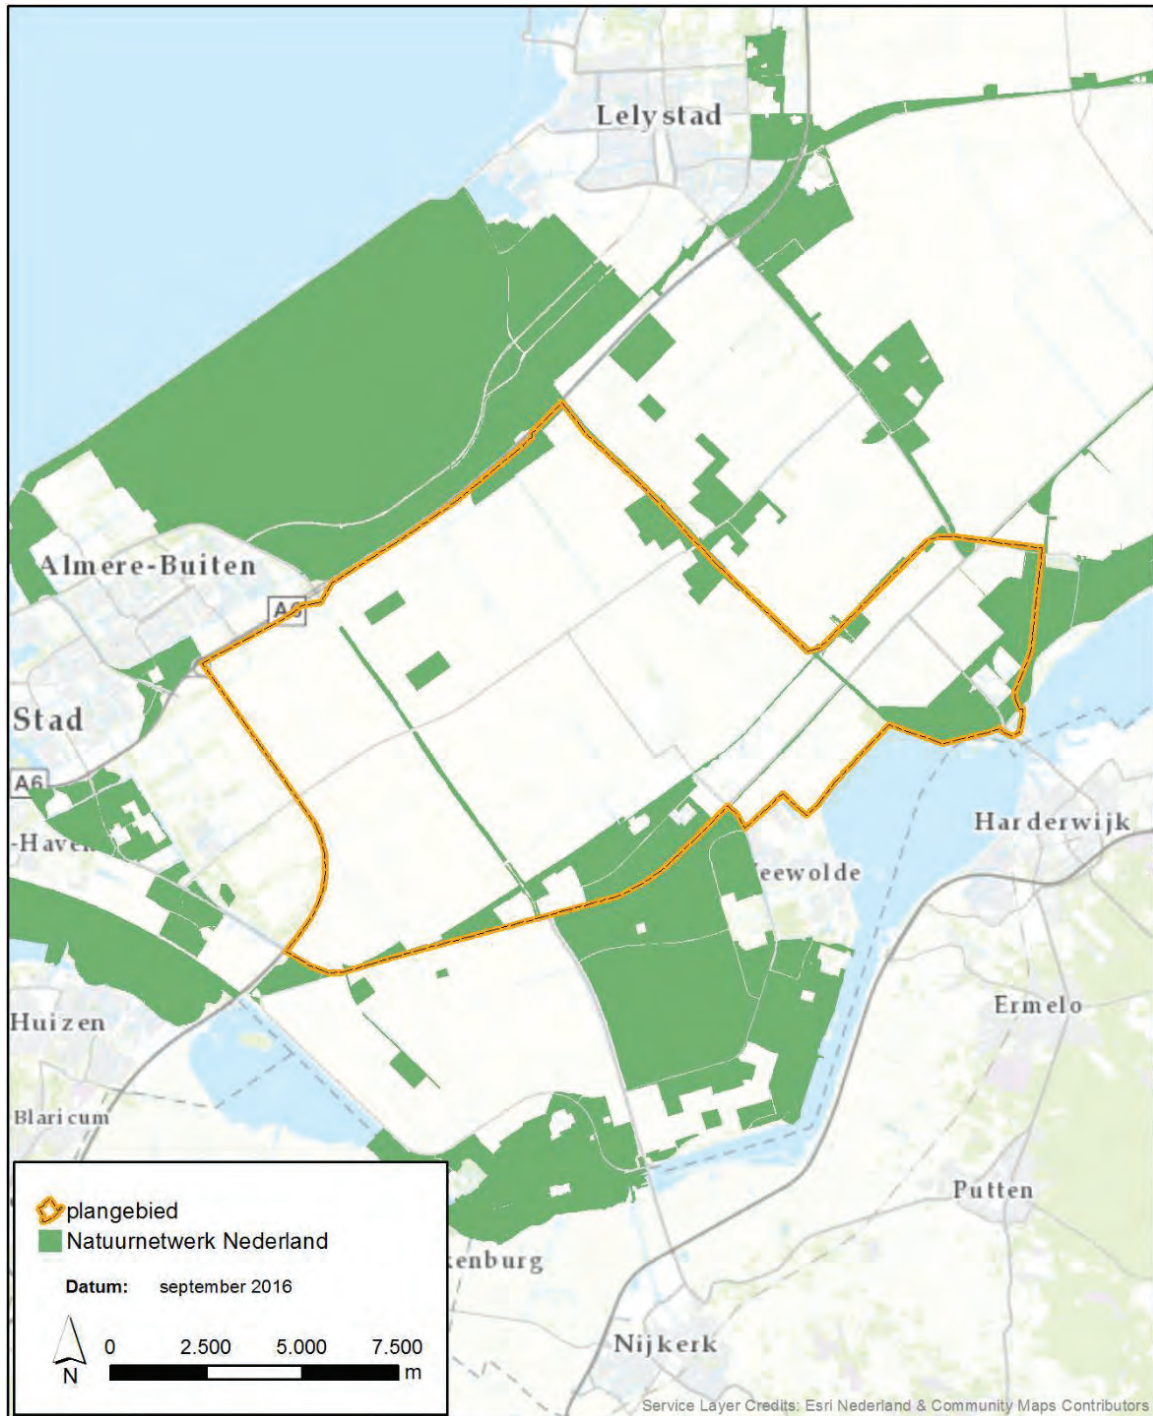 Lelystad
Almere-Buiten
A6
Stad
A6
-Haven
Harderwijk
eewolde
Ermelo
Huizen
Blaricum
Putten
kenburg
Nijkerk
plangebied
Natuurnetwerk Nederland
Datum: september 2016
0 2.500 5.000 7.500
m
N
Service Layer Credits: Esri Nederland & Community Maps Contributors